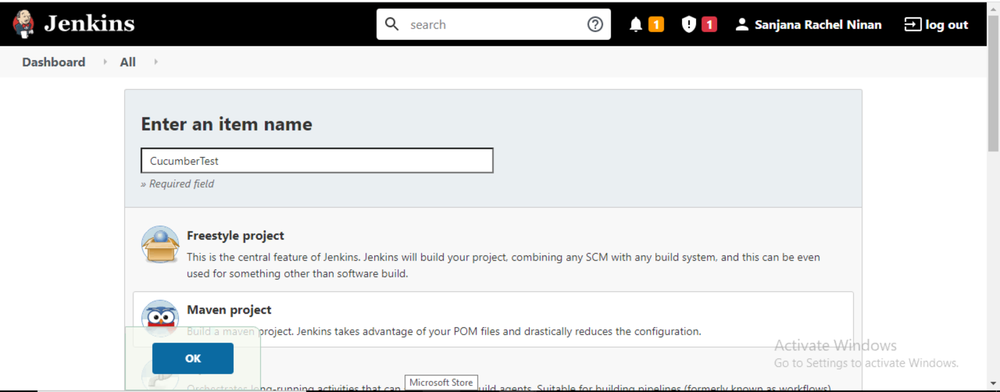 Jenkins
search
1
1
Sanjana Rachel Ninan
log out
Dashboard
All
Enter an item name
CucumberTest
» Required field
Freestyle project
This is the central feature of Jenkins. Jenkins will build your project, combining any SCM with any build system, and this can be even
used for something other than software build.
Maven project
Build a maven project. Jenkins takes advantage of your POM files and drastically reduces the configuration.
Activate Windows
Go to Settings to activate Windows.
OK
Microsoft Store
Orchestrates long-running activities that can uild agents. Suitable for building pipelines (formerly known as workflows)